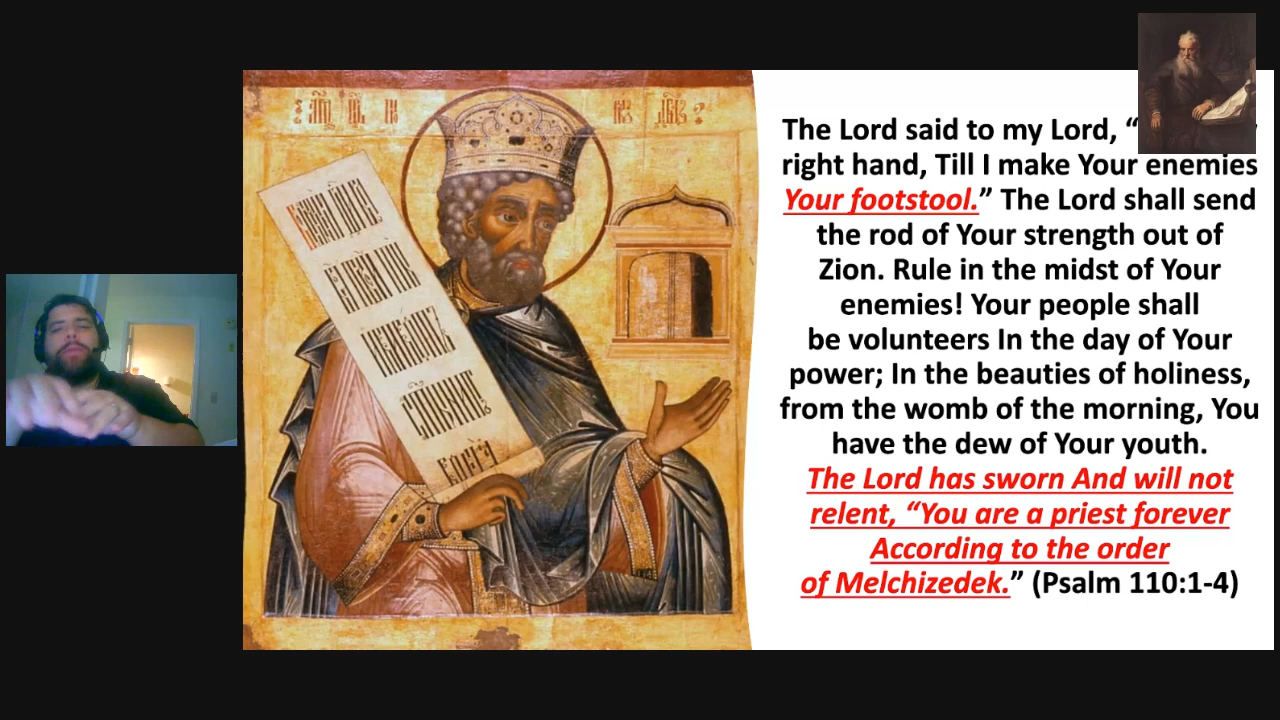 The Lord said to my Lord, “
right hand, Till I make Your enemies
Your footstool.” The Lord shall send
the rod of Your strength out of
Zion. Rule in the midst of Your
enemies! Your people shall
be volunteers In the day of Your
power; In the beauties of holiness,
from the womb of the morning, You
have the dew of Your youth.
The Lord has sworn And will not
relent, “You are a priest forever
According to the order
of Melchizedek.” (Psalm 110:1-4)